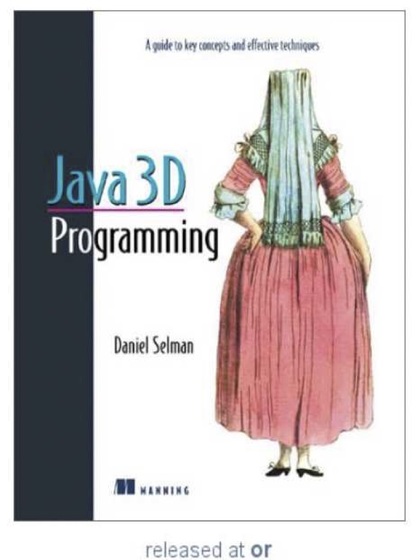 A guide to key concepts and effective techniques
Java 3D
Programming
Daniel Selman
MANNING
released at or